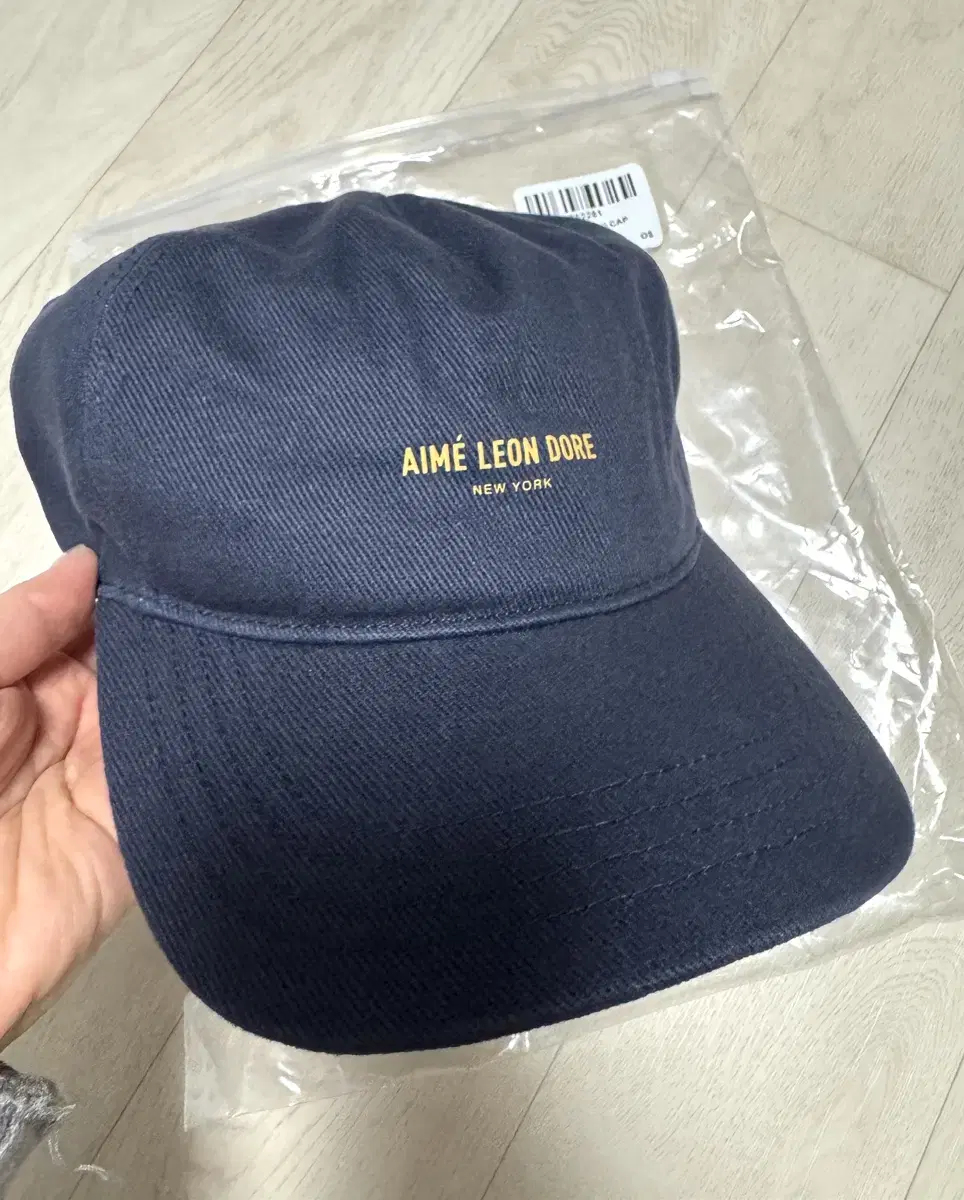 CAP
OS
AIMÉ LEON DORE
NEW YORK